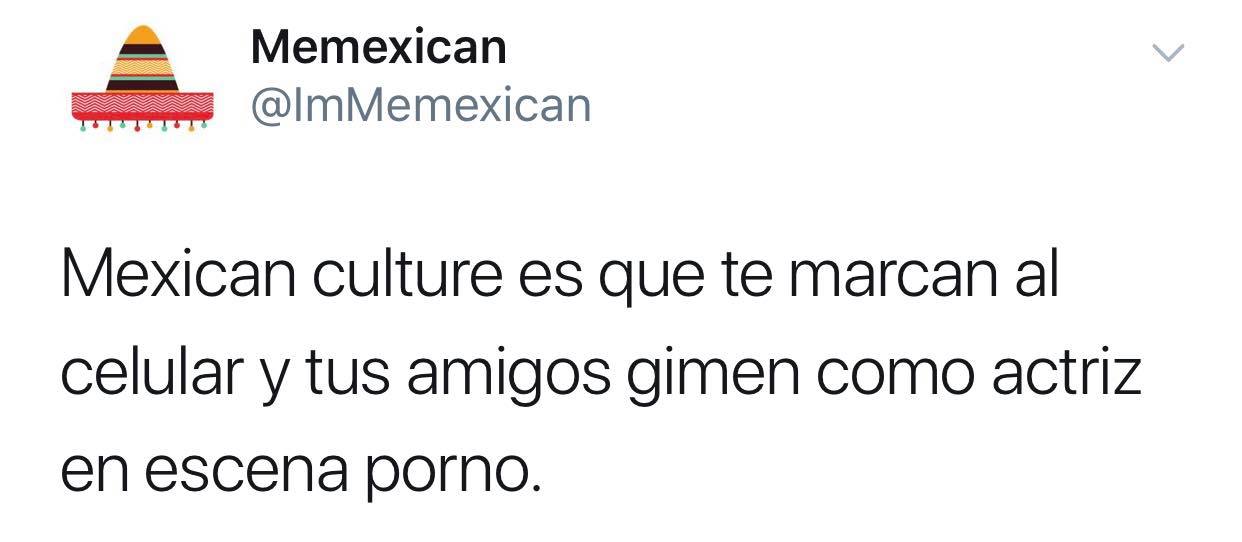 Memexican
@ImMemexican
Mexican culture es que te marcan al
celular y tus amigos gimen como actriz
en escena porno.